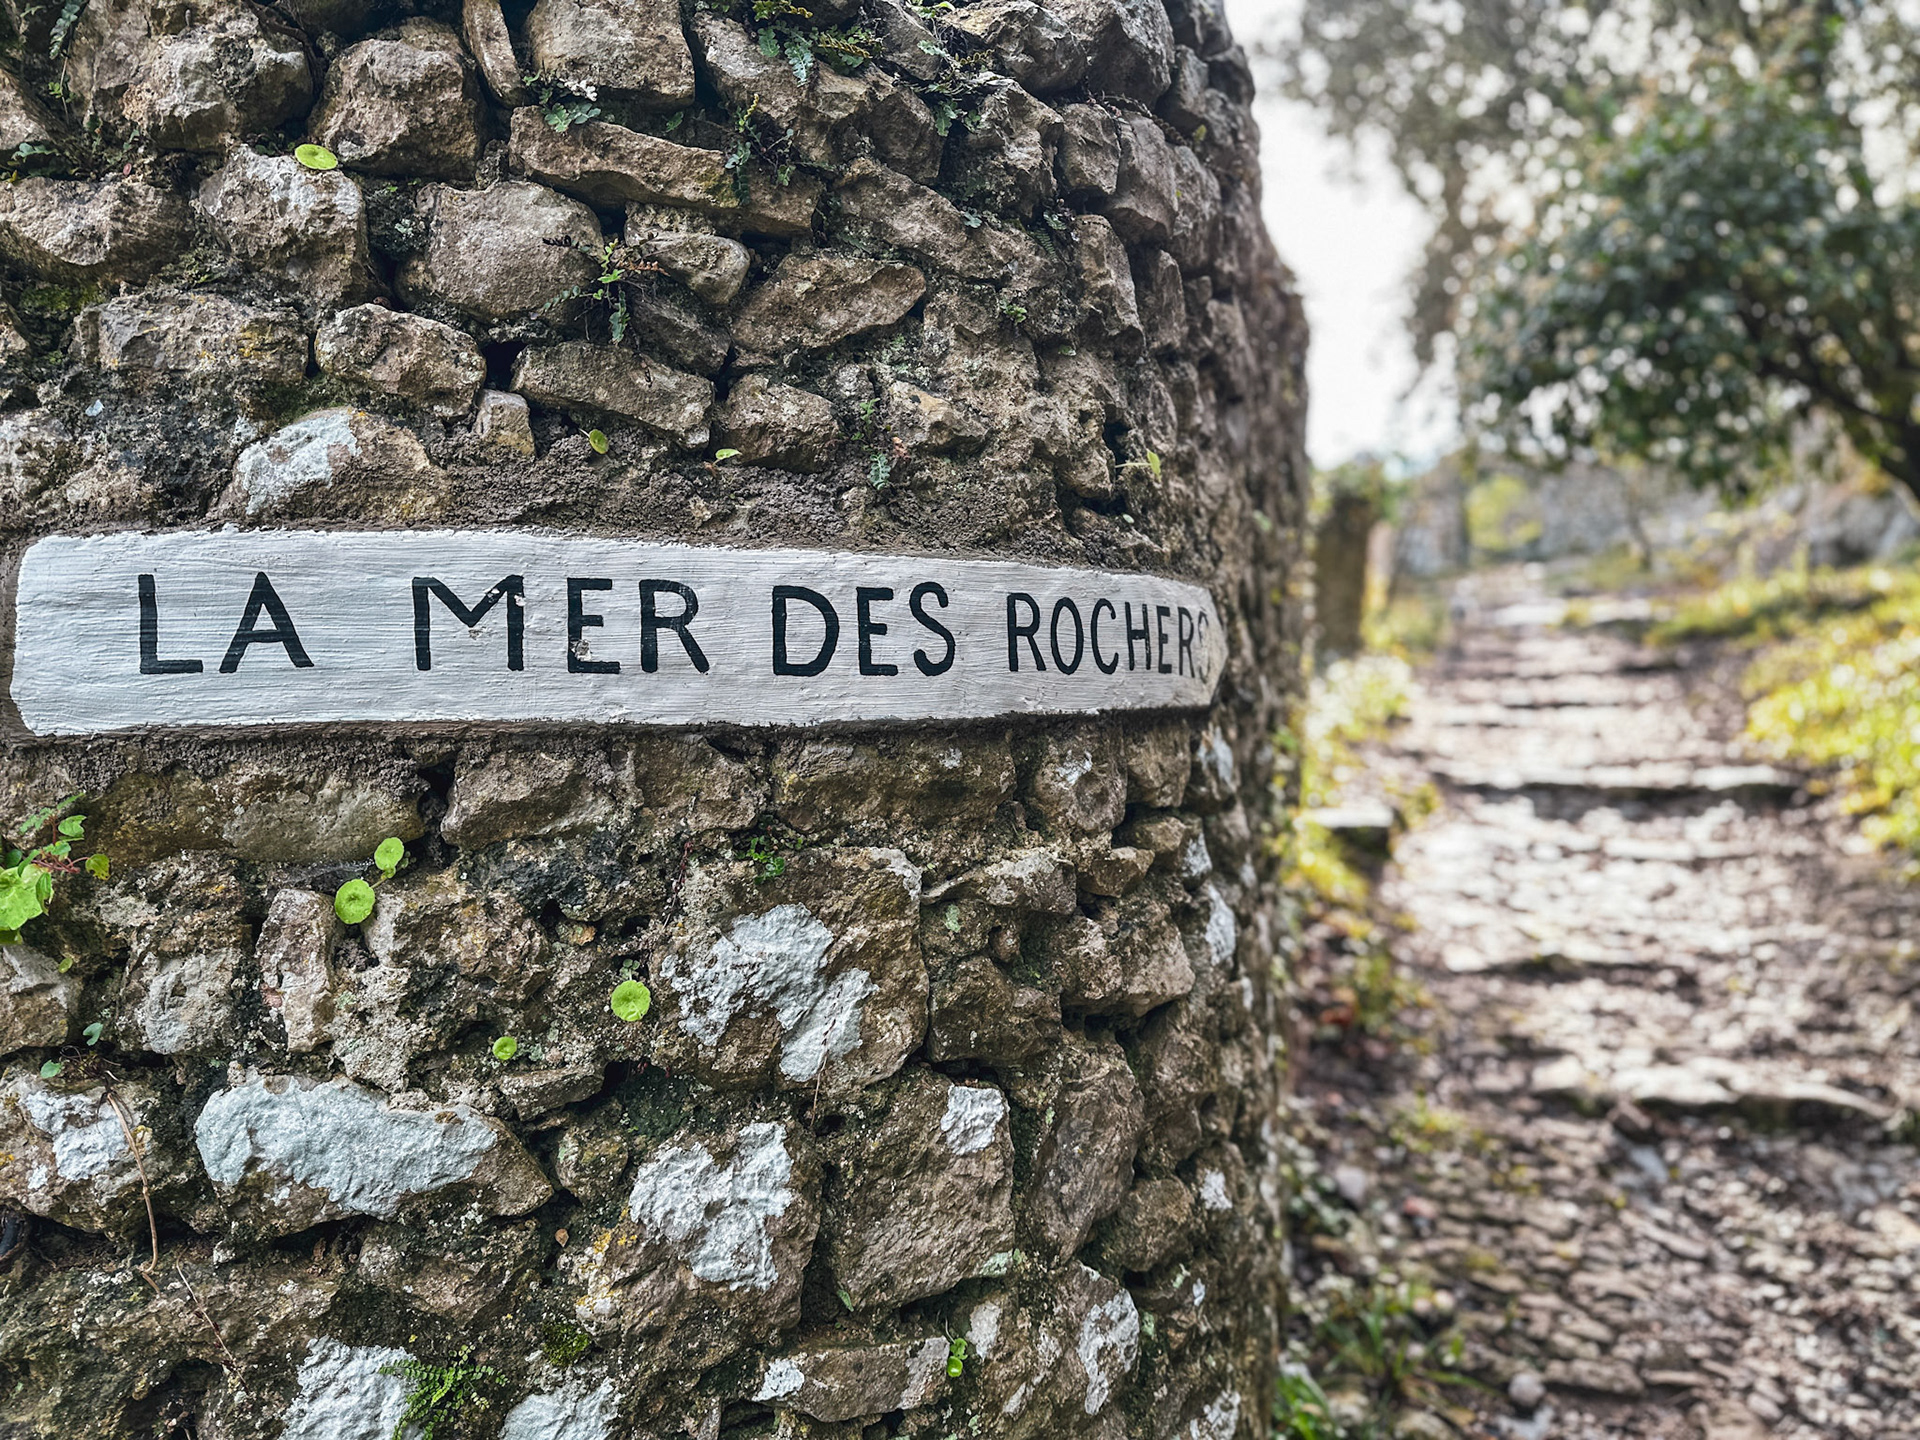 LA MER DES ROCHERS